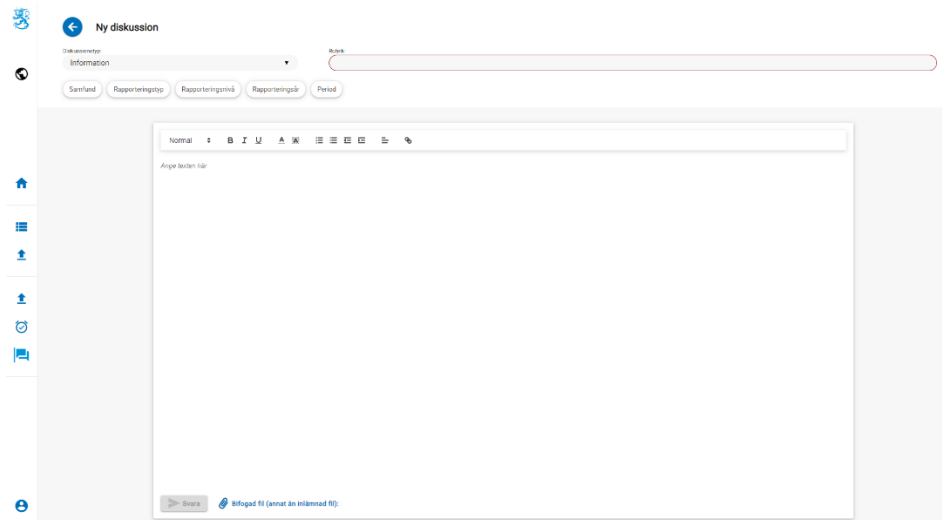 Ny diskussion
Diskussionstyp
Rubrik
Information
Samfund Rapporteringstyp Rapporteringsnivå Rapporteringsår Period
Normal B I U A A
Ange texten här
Svara Bifogad fil (annat än inlämnad fil):